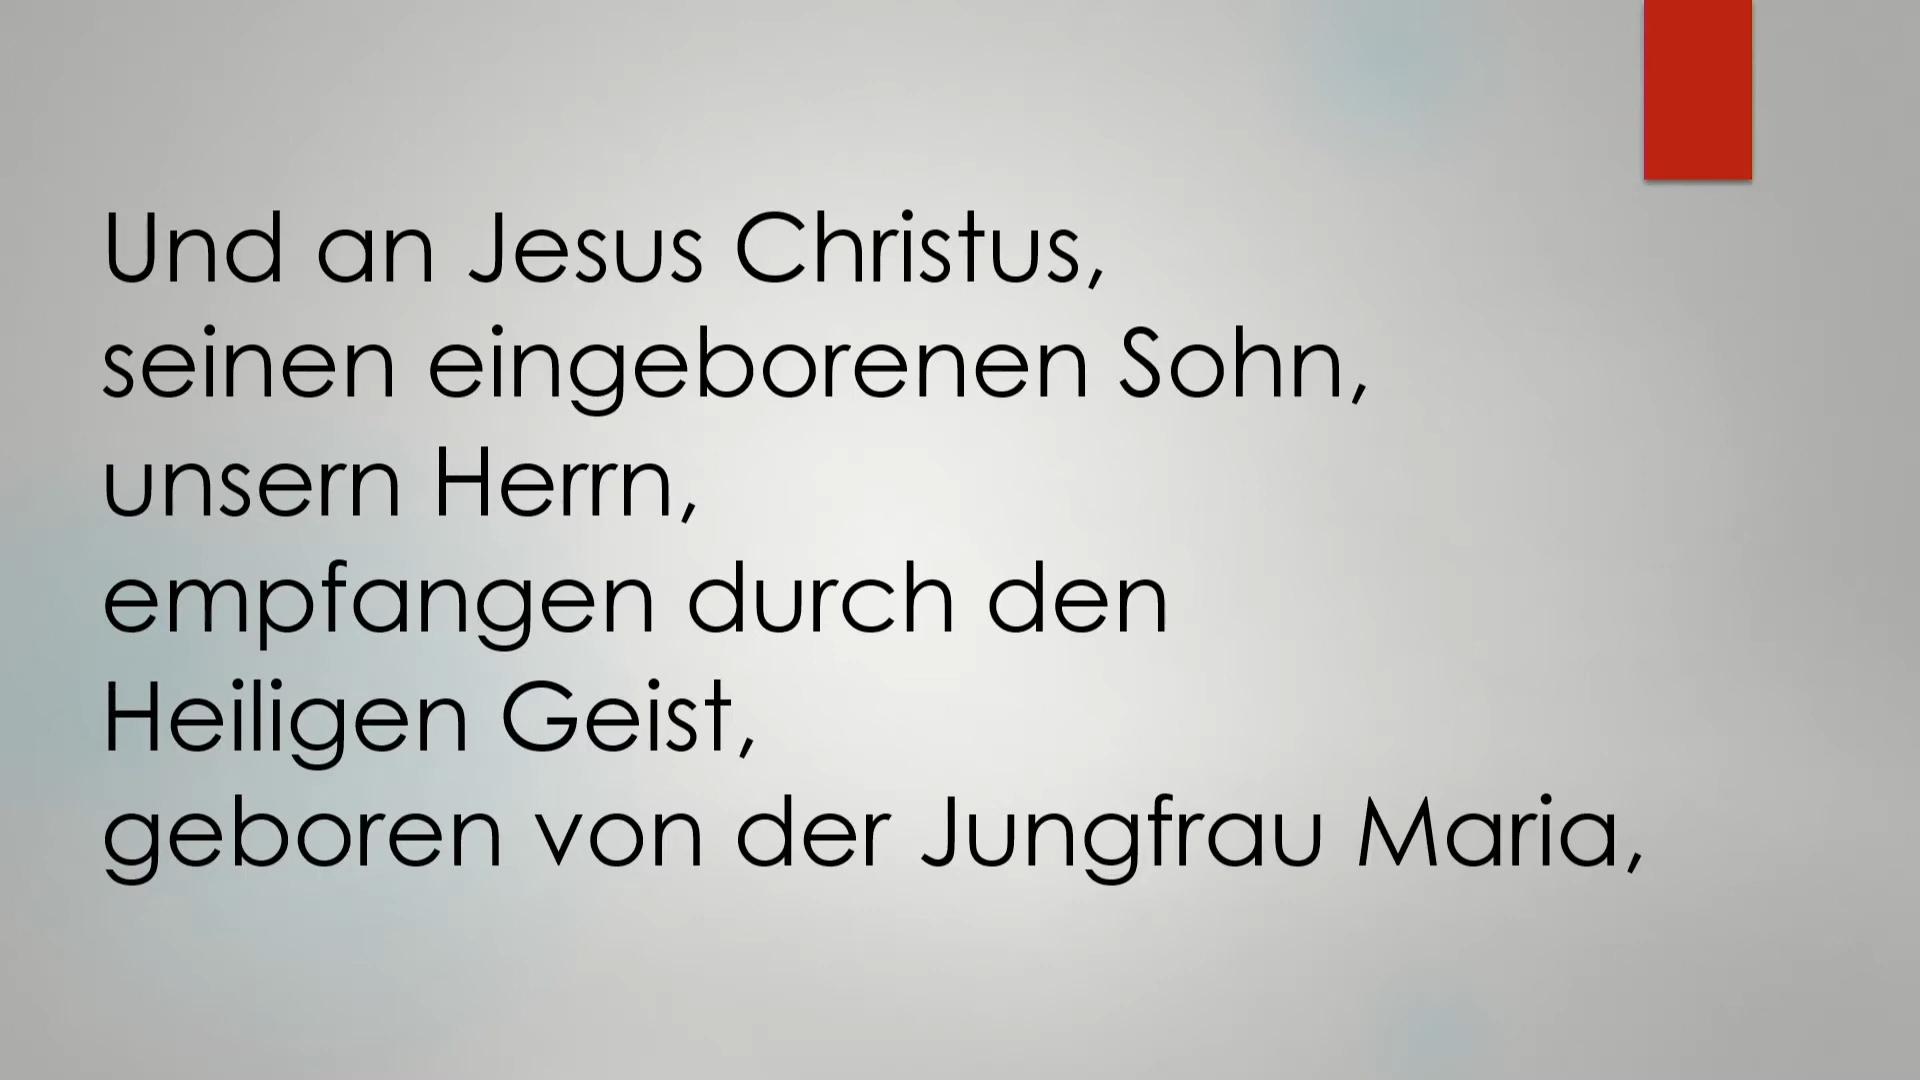 Und an Jesus Christus,
seinen eingeborenen Sohn,
unsern Herrn,
empfangen durch den
Heiligen Geist,
geboren von der Jungfrau Maria,